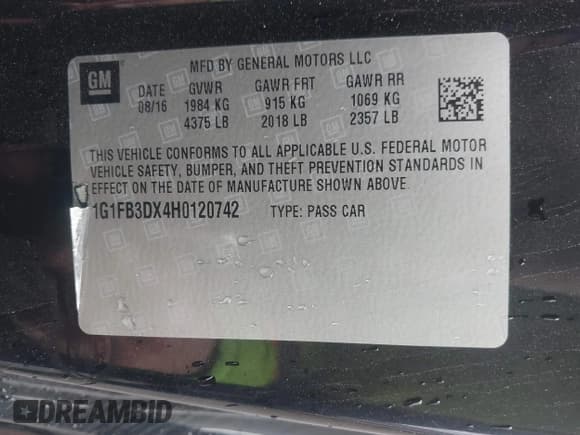 GM
MFD BY GENERAL MOTORS LLC
DATE GVWR GAWR FRT GAWR RR
08/16 1984 KG 915 KG 1069 KG
4375 LB 2018 LB 2357 LB
THIS VEHICLE CONFORMS TO ALL APPLICABLE U.S. FEDERAL MOTOR
VEHICLE SAFETY, BUMPER, AND THEFT PREVENTION STANDARDS IN
EFFECT ON THE DATE OF MANUFACTURE SHOWN ABOVE.
1G1FB3DX4H0120742 TYPE: PASS CAR
DREAMBID